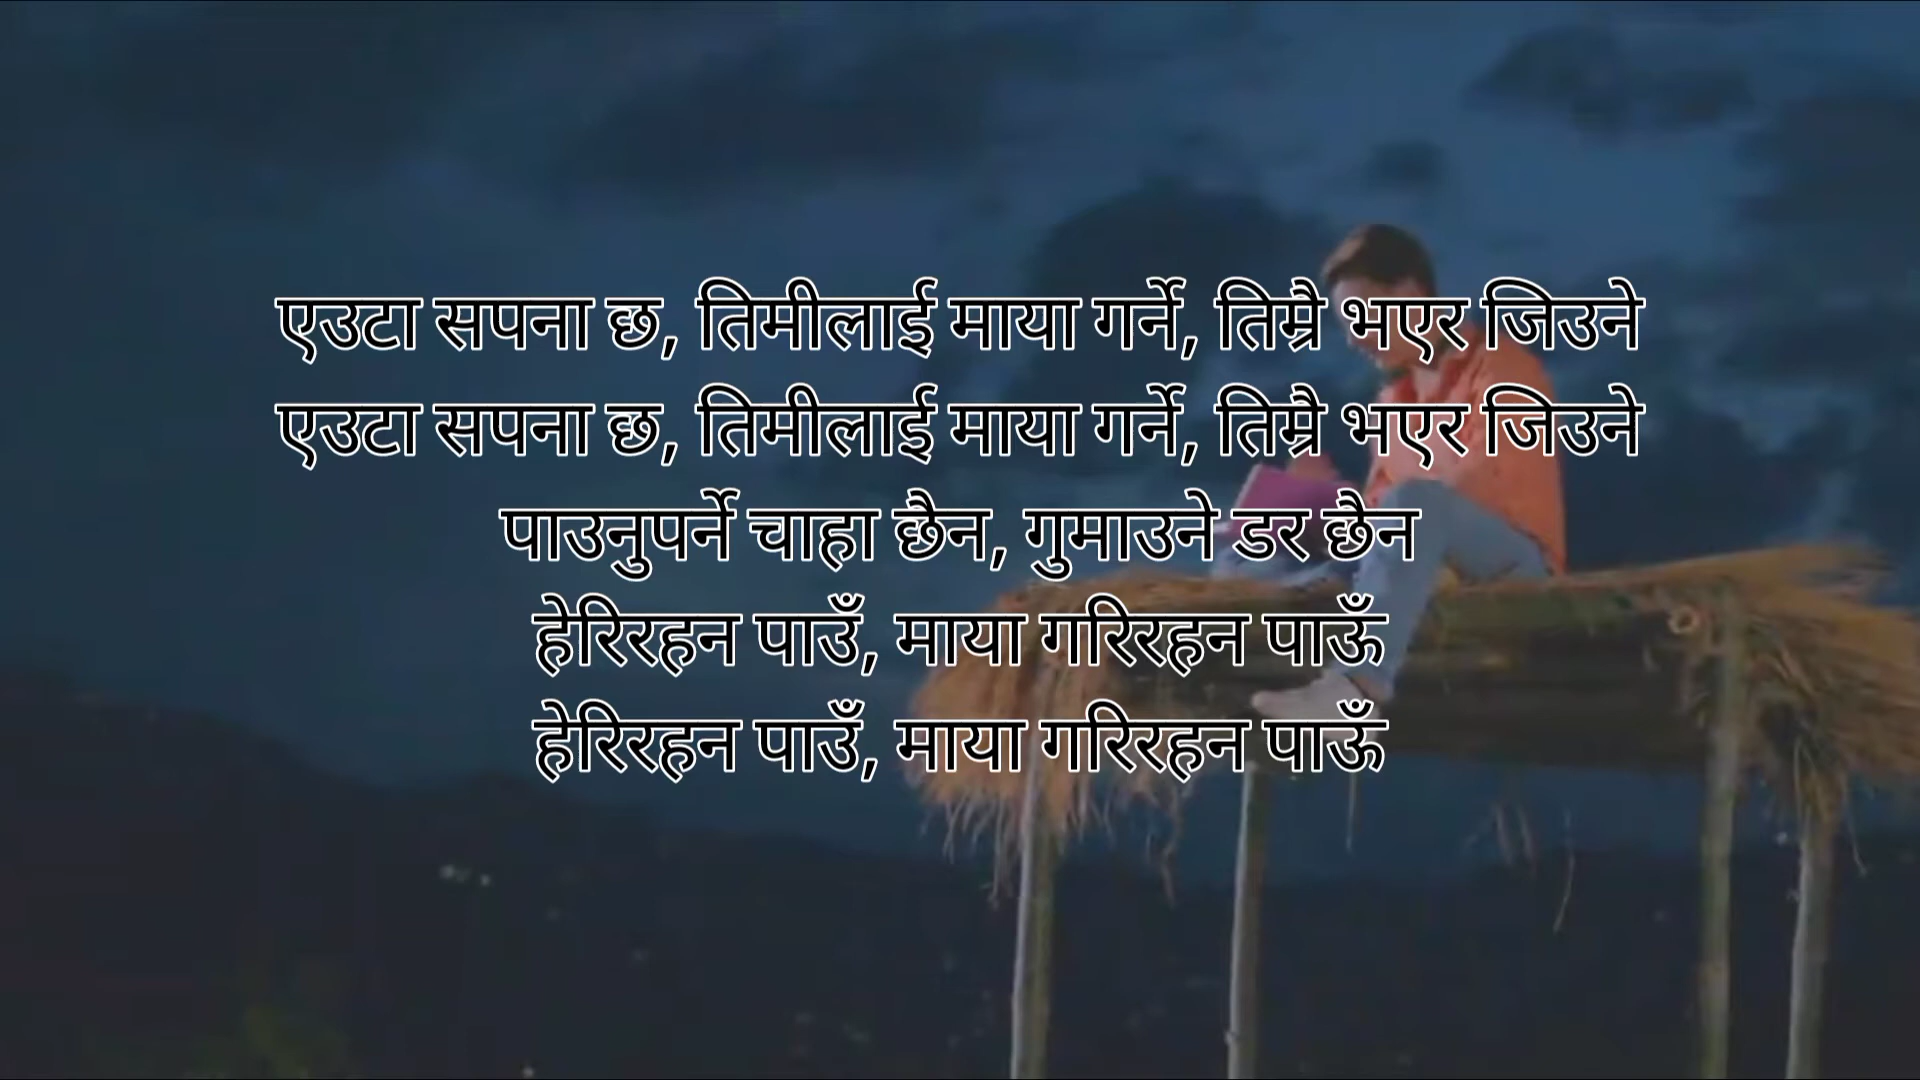 एउटा सपना छ, तिमीलाई माया गर्ने, तिम्रै भएर जिउने
एउटा सपना छ, तिमीलाई माया गर्ने, तिम्रै भएर जिउने
पाउनुपर्ने चाहा छैन, गुमाउने डर छैन
हेरिरहन पाउँ, माया गरिरहन पाऊँ
हेरिरहन पाउँ, माया गरिरहन पाऊँ